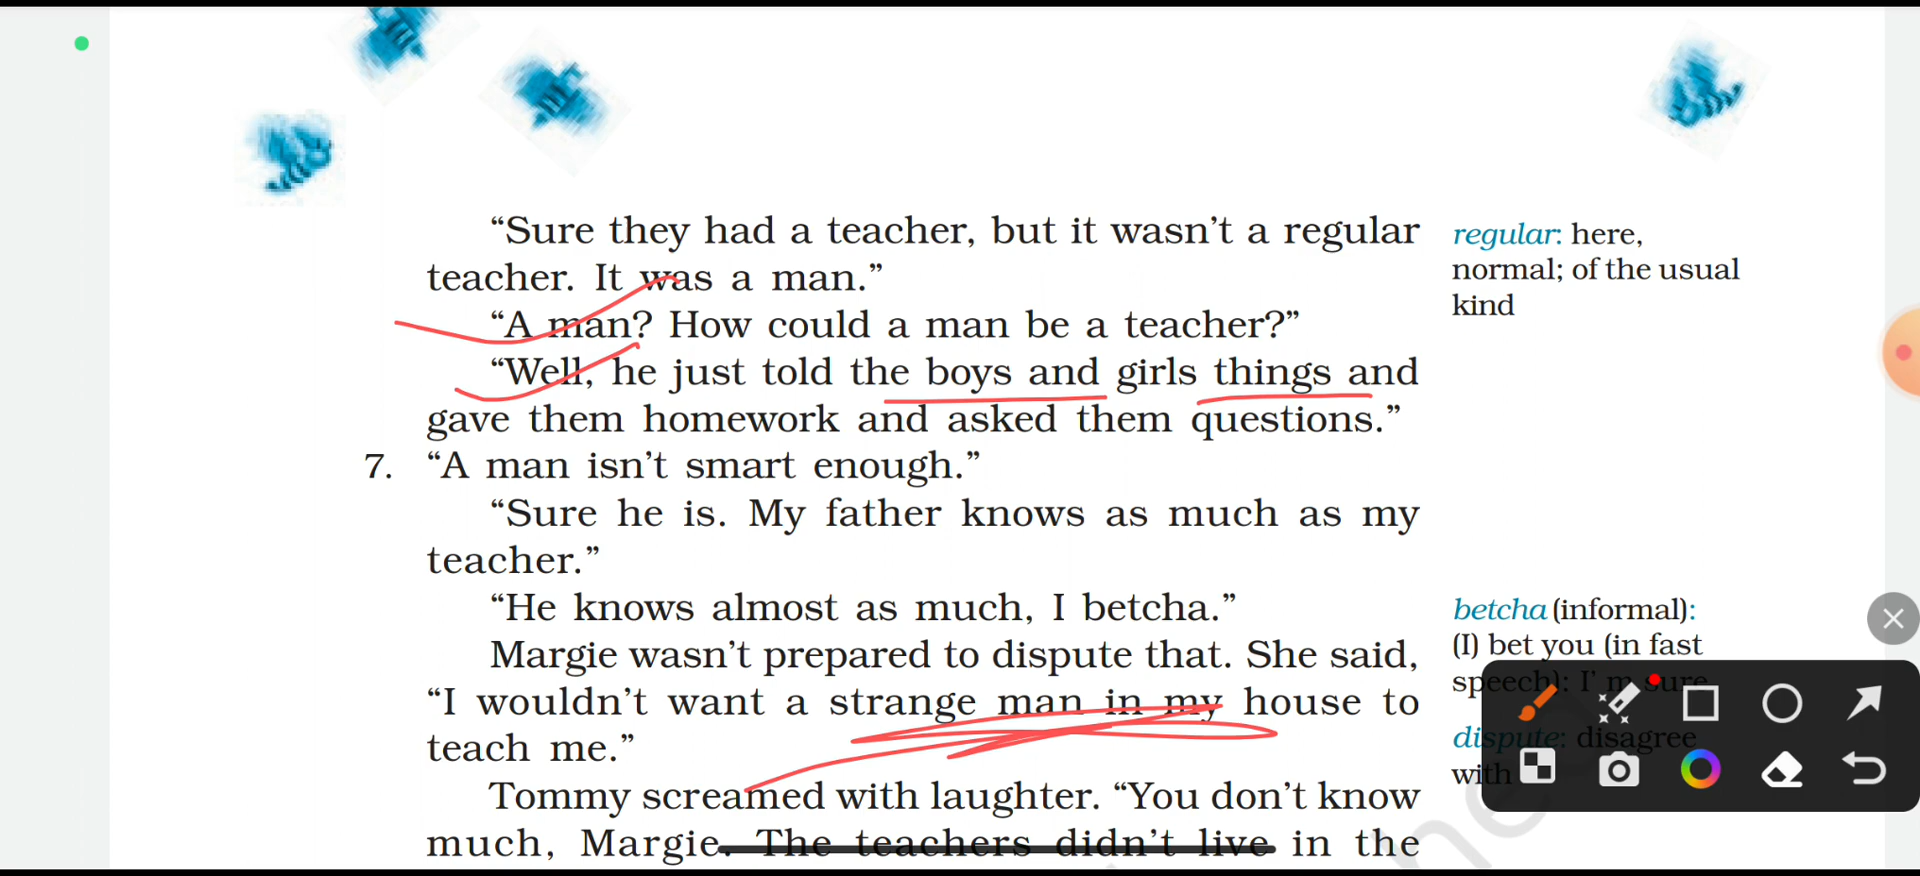 “Sure they had a teacher, but it wasn’t a regular
teacher. It was a man.”
“A man? How could a man be a teacher?”
“Well, he just told the boys and girls things and
gave them homework and asked them questions.”
7. “A man isn’t smart enough.”
“Sure he is. My father knows as much as my
teacher.”
“He knows almost as much, I betcha.”
Margie wasn’t prepared to dispute that. She said,
“I wouldn’t want a strange man in my house to
teach me.”
Tommy screamed with laughter. “You don’t know
much, Margie. The teachers didn’t live in the
regular: here,
normal; of the usual
kind
betcha (informal):
(I) bet you (in fast
speech): I’ m sure
dispute: disagree
with